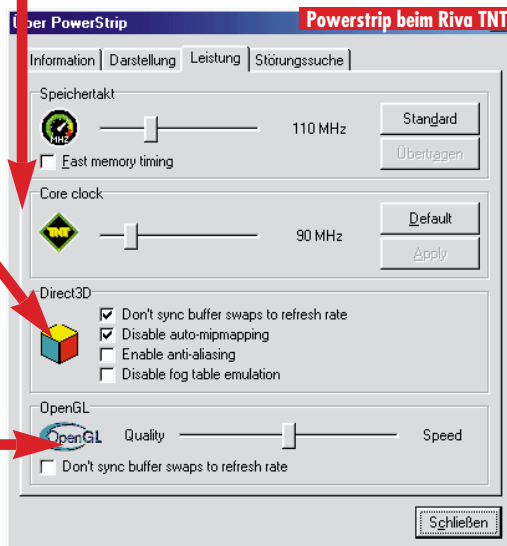 Powerstrip beim Riva TNT
Über PowerStrip
Information Darstellung Leistung Störungssuche
Speichertakt
MHz
110 MHz
Standard
Fast memory timing
Übertragen
Core clock
TNT
90 MHz
Default
Apply
Direct3D
Don't sync buffer swaps to refresh rate
Disable auto-mipmapping
Enable anti-aliasing
Disable fog table emulation
OpenGL
OpenGL Quality Speed
Don't sync buffer swaps to refresh rate
Schließen